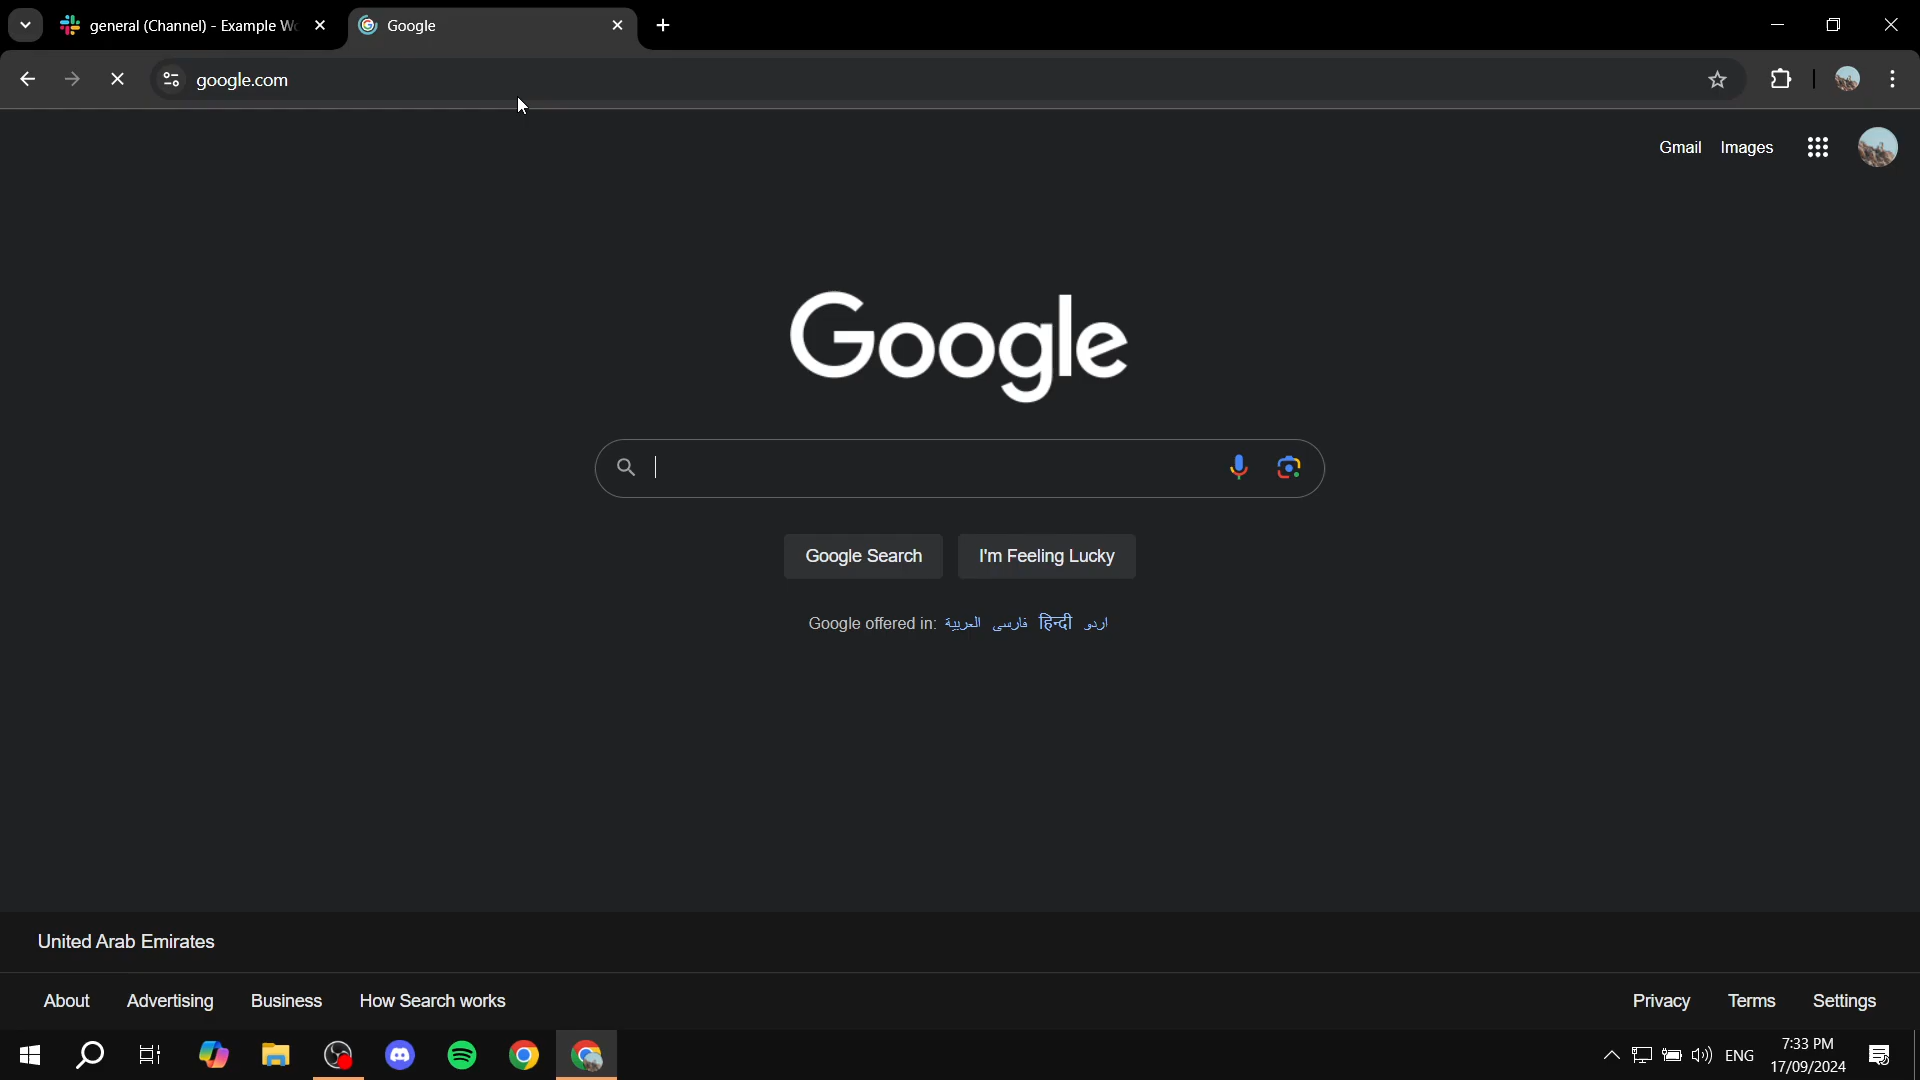 general (Channel) - Example Wo
Google
google.com
Gmail Images
Google
Google Search I'm Feeling Lucky
Google offered in: العربية فارسی हिन्दी اردو
United Arab Emirates
About Advertising Business How Search works Privacy Terms Settings
ENG 7:33 PM
17/09/2024